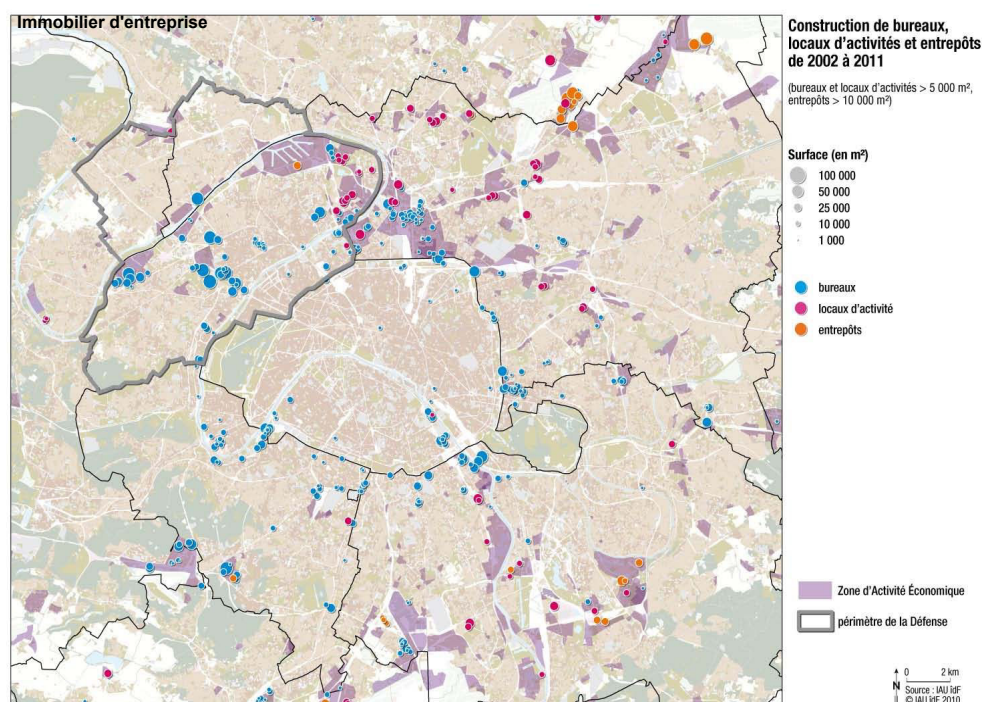 Immobilier d'entreprise
Construction de bureaux,
locaux d'activités et entrepôts
de 2002 à 2011
(bureaux et locaux d'activités > 5 000 m²,
entrepôts > 10 000 m²)
Surface (en m²)
100 000
50 000
25 000
10 000
1 000
bureaux
locaux d'activité
entrepôts
Zone d'Activité Économique
périmètre de la Défense
0 2 km
N
Source : IAU îdF
© IAU îdF 2010